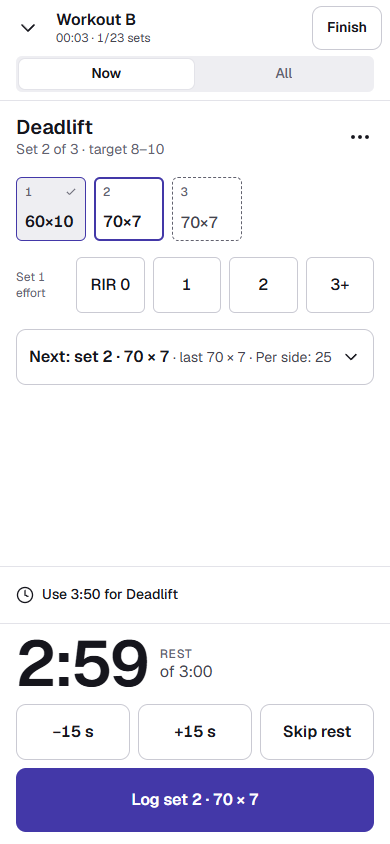 Workout B
00:03 · 1/23 sets
Finish
Now
All
Deadlift
Set 2 of 3 · target 8–10
1
60×10
2
70×7
3
70×7
Set 1
effort
RIR 0
1
2
3+
Next: set 2 · 70 × 7 · last 70 × 7 · Per side: 25
Use 3:50 for Deadlift
2:59
REST
of 3:00
−15 s
+15 s
Skip rest
Log set 2 · 70 × 7